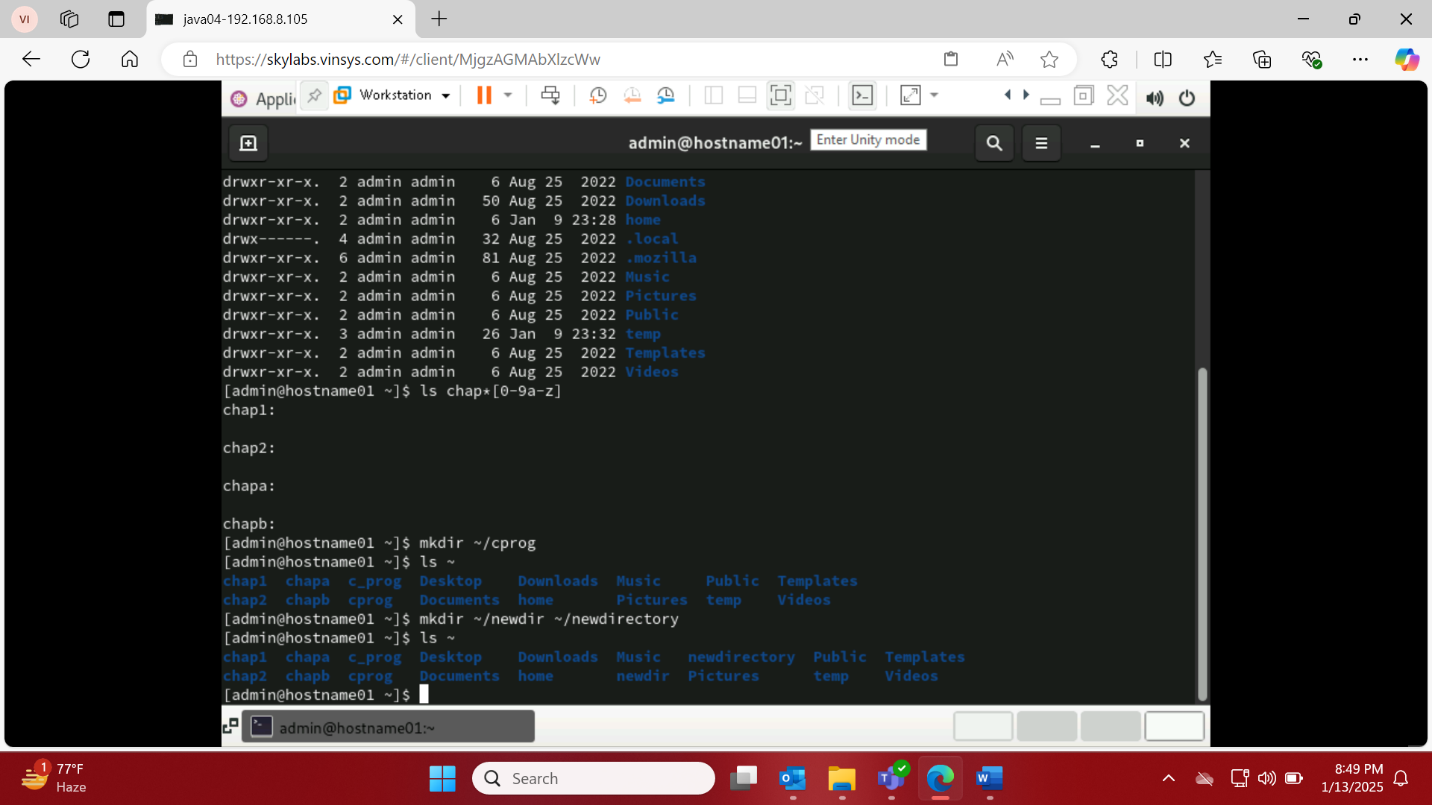 VI
java04-192.168.8.105
https://skylabs.vinsys.com/#/client/MjgzAGMAbXlzcWw
Workstation
admin@hostname01:~
Enter Unity mode
drwxr-xr-x.  2 admin admin   6 Aug 25  2022 Documents
drwxr-xr-x.  2 admin admin  50 Aug 25  2022 Downloads
drwxr-xr-x.  2 admin admin   6 Jan  9 23:28 home
drwx------.  4 admin admin  32 Aug 25  2022 .local
drwxr-xr-x.  6 admin admin  81 Aug 25  2022 .mozilla
drwxr-xr-x.  2 admin admin   6 Aug 25  2022 Music
drwxr-xr-x.  2 admin admin   6 Aug 25  2022 Pictures
drwxr-xr-x.  2 admin admin   6 Aug 25  2022 Public
drwxr-xr-x.  3 admin admin  26 Jan  9 23:32 temp
drwxr-xr-x.  2 admin admin   6 Aug 25  2022 Templates
drwxr-xr-x.  2 admin admin   6 Aug 25  2022 Videos
[admin@hostname01 ~]$ ls chap*[0-9a-z]
chap1:
chap2:
chapa:
chapb:
[admin@hostname01 ~]$ mkdir ~/cprog
[admin@hostname01 ~]$ ls ~
chap1  chapa  c_prog  Desktop    Downloads  Music     Public  Templates
chap2  chapb  cprog   Documents  home       Pictures  temp    Videos
[admin@hostname01 ~]$ mkdir ~/newdir ~/newdirectory
[admin@hostname01 ~]$ ls ~
chap1  chapa  c_prog  Desktop    Downloads  Music   newdirectory  Public  Templates
chap2  chapb  cprog   Documents  home       newdir  Pictures      temp    Videos
[admin@hostname01 ~]$
admin@hostname01:~
1
77°F
Haze
Search
8:49 PM
1/13/2025